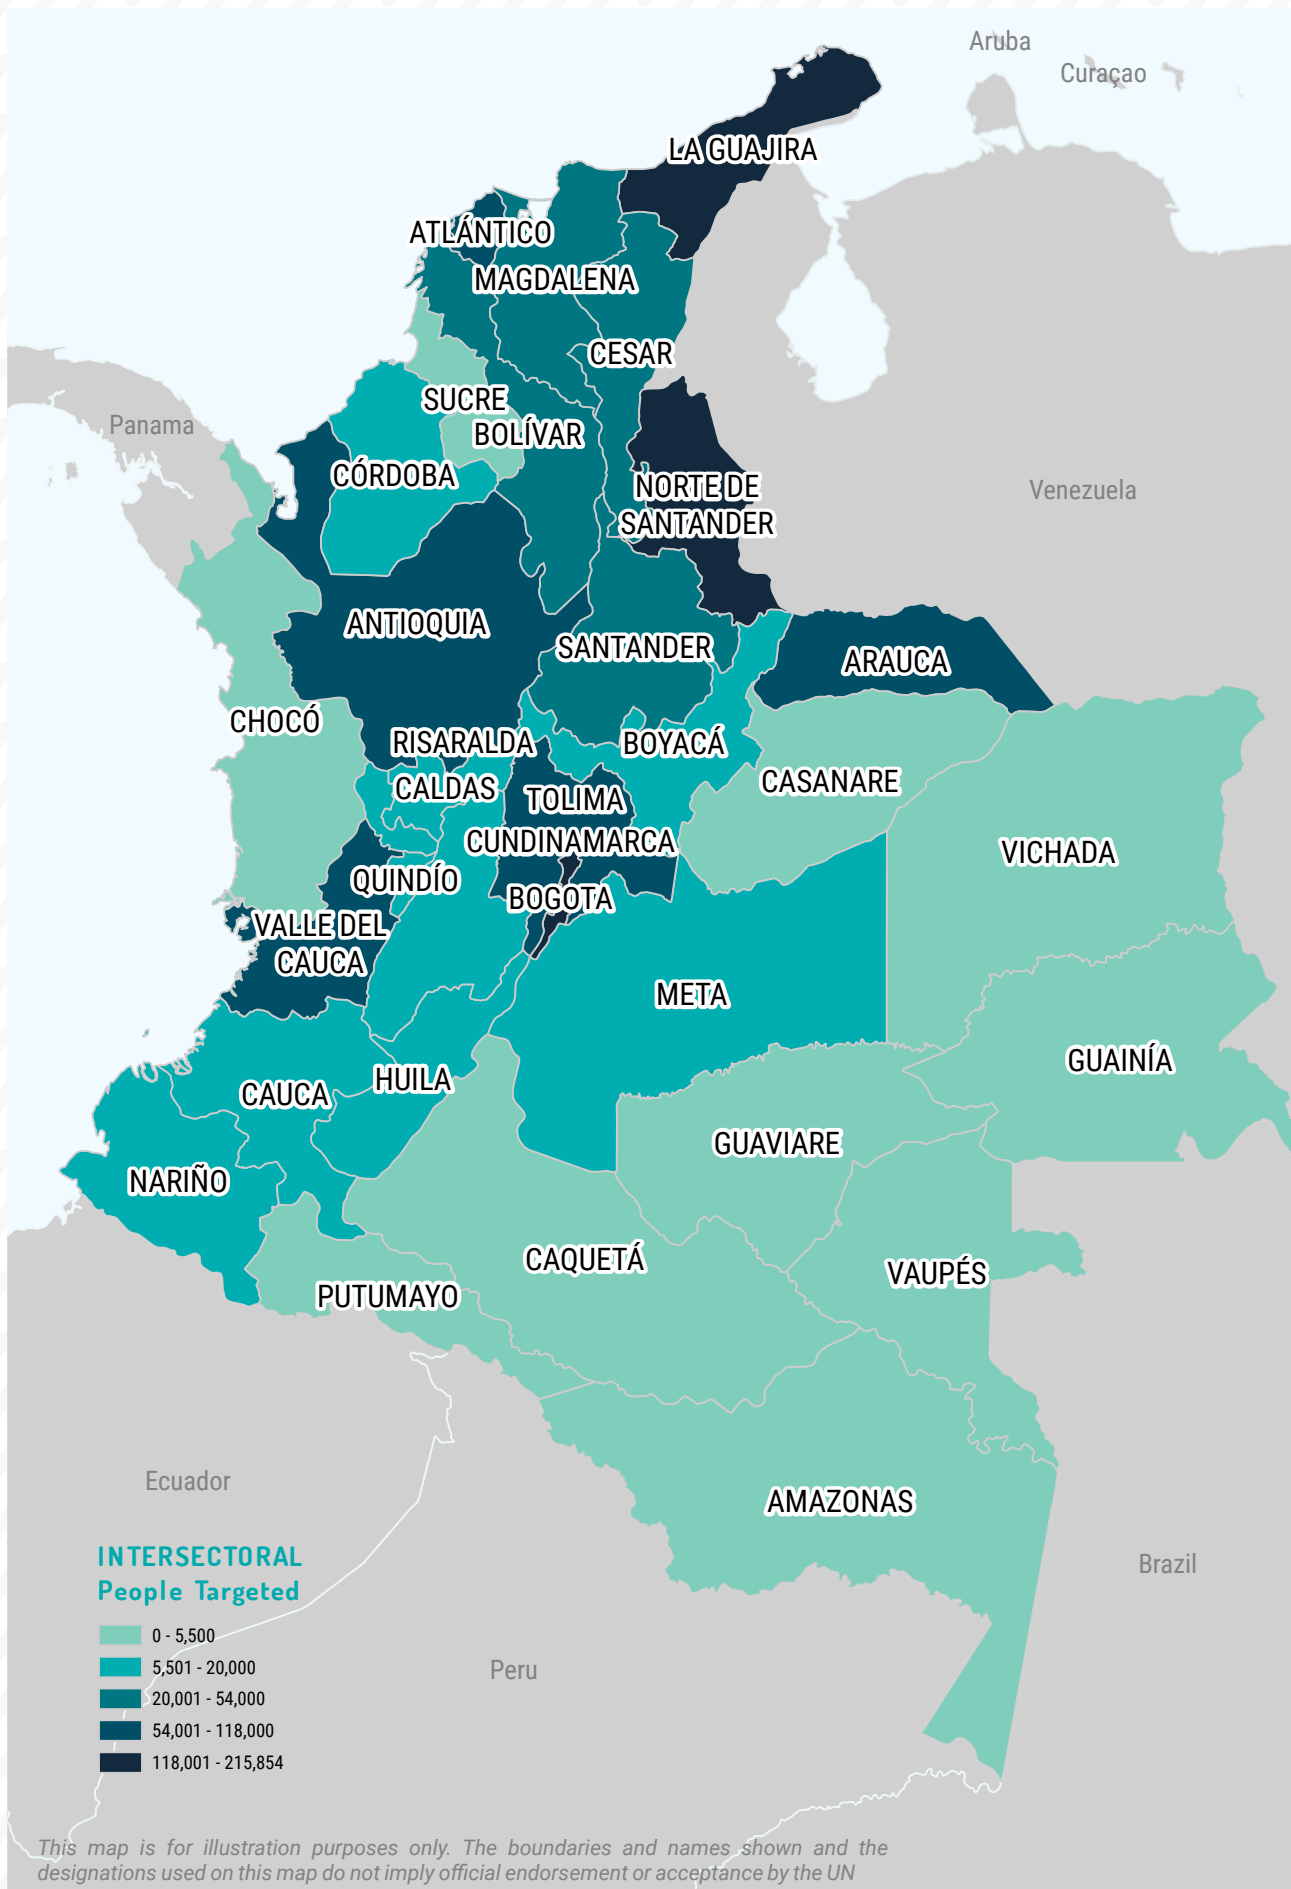 Aruba
Curaçao
LA GUAJIRA
ATLÁNTICO
MAGDALENA
CESAR
SUCRE
BOLÍVAR
Panama
CÓRDOBA
NORTE DE
SANTANDER
Venezuela
ANTIOQUIA
SANTANDER
ARAUCA
CHOCÓ
RISARALDA
BOYACÁ
CALDAS
TOLIMA
CASANARE
CUNDINAMARCA
VICHADA
QUINDÍO
BOGOTA
VALLE DEL
CAUCA
META
GUAINÍA
HUILA
CAUCA
GUAVIARE
NARIÑO
CAQUETÁ
VAUPÉS
PUTUMAYO
Ecuador
AMAZONAS
Brazil
Peru
INTERSECTORAL
People Targeted
0 - 5,500
5,501 - 20,000
20,001 - 54,000
54,001 - 118,000
118,001 - 215,854
This map is for illustration purposes only. The boundaries and names shown and the
designations used on this map do not imply official endorsement or acceptance by the UN